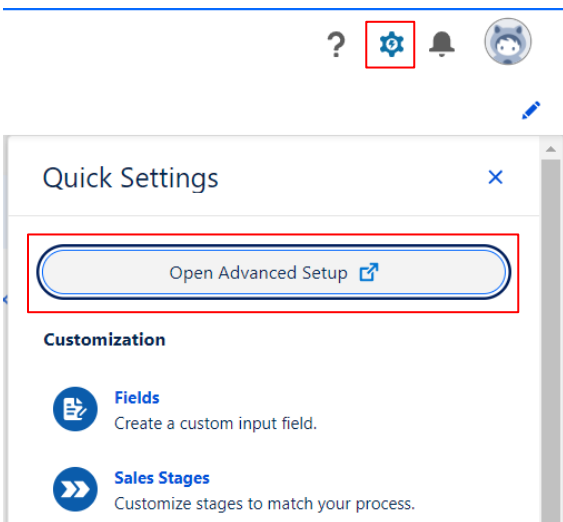 ?
Quick Settings
Open Advanced Setup
Customization
Fields
Create a custom input field.
Sales Stages
Customize stages to match your process.